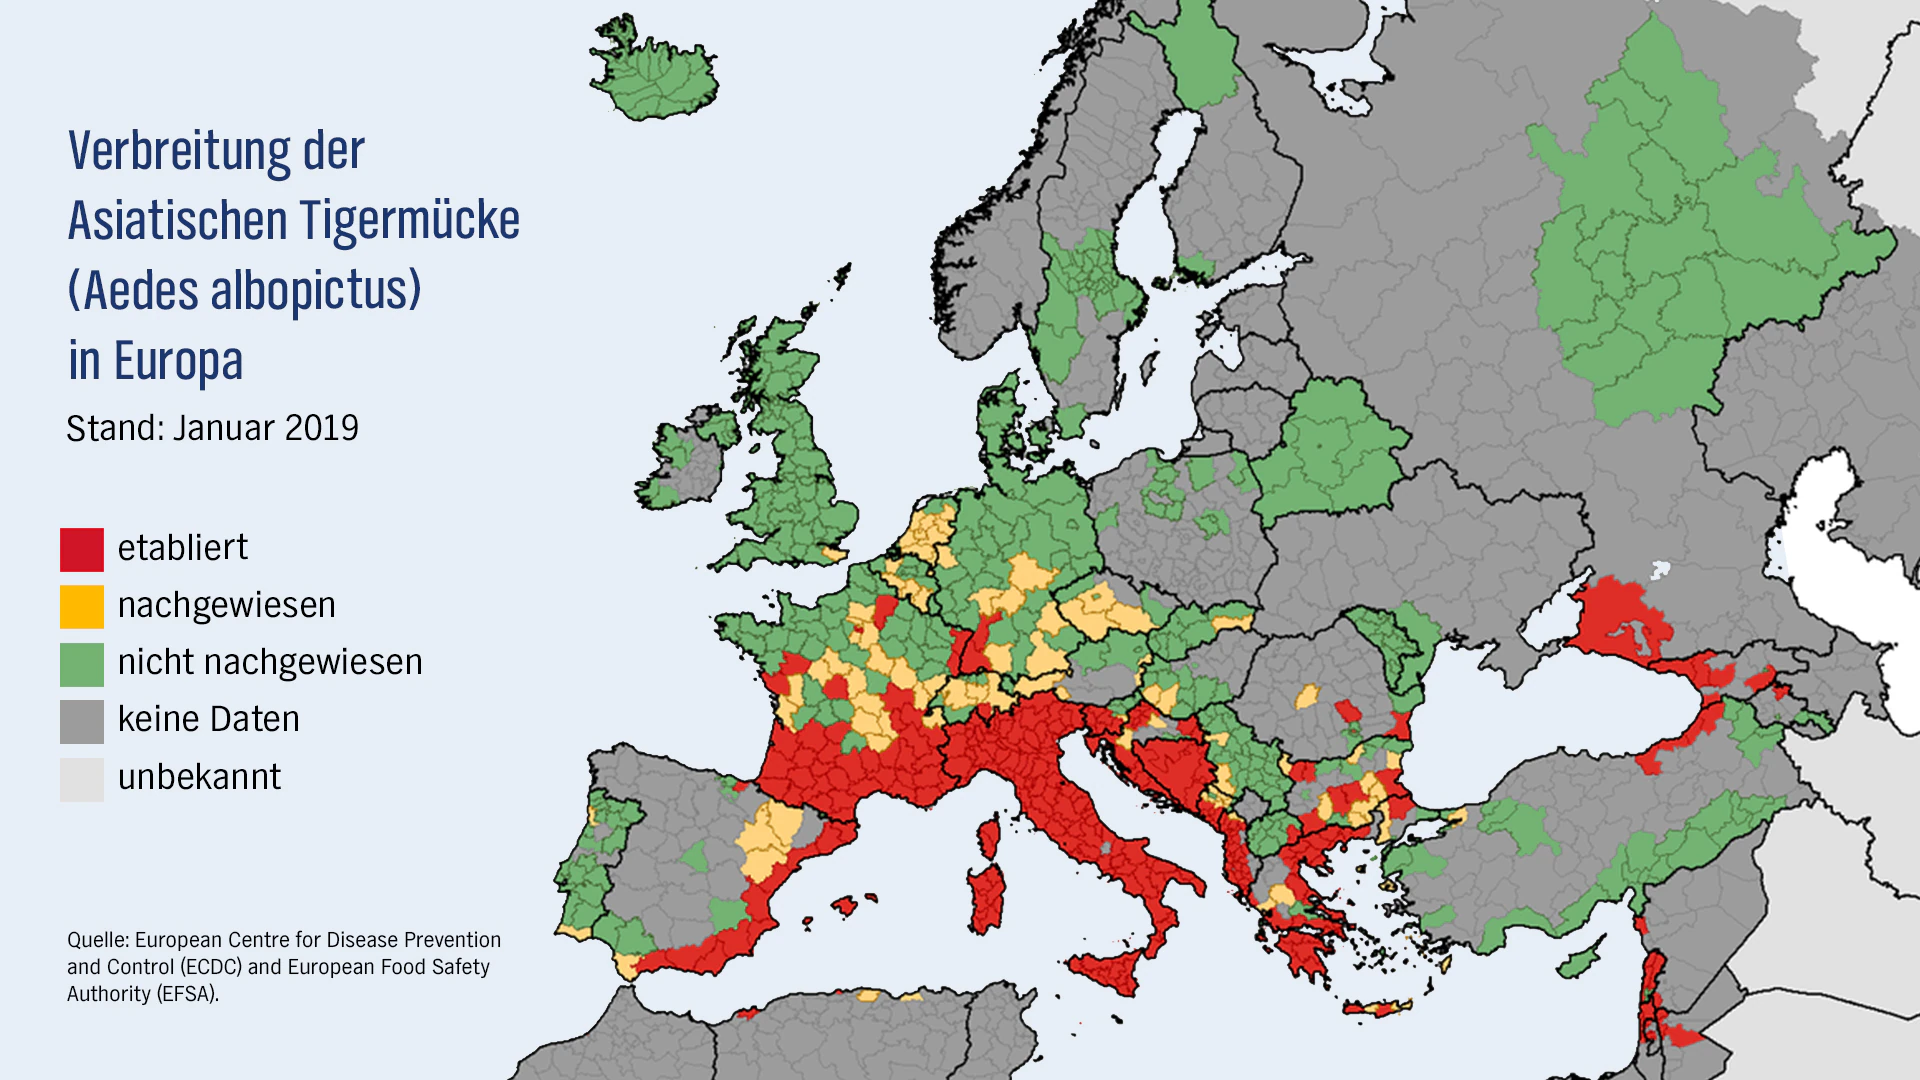 Verbreitung der
Asiatischen Tigermücke
(Aedes albopictus)
in Europa
Stand: Januar 2019
etabliert
nachgewiesen
nicht nachgewiesen
keine Daten
unbekannt
Quelle: European Centre for Disease Prevention
and Control (ECDC) and European Food Safety
Authority (EFSA).